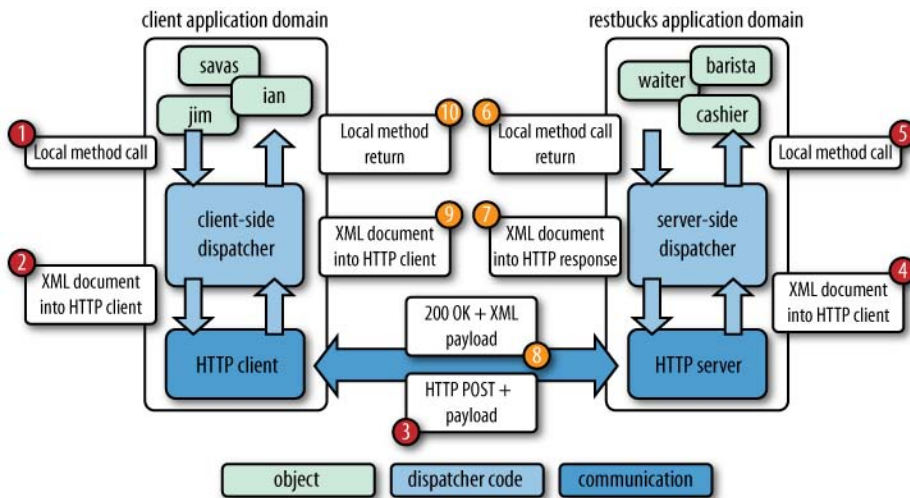 client application domain
restbucks application domain
savas
ian
jim
barista
waiter
cashier
1
Local method call
10
Local method
return
6
Local method call
return
5
Local method call
client-side
dispatcher
server-side
dispatcher
2
XML document
into HTTP client
9
XML document
into HTTP client
7
XML document
into HTTP response
4
XML document
into HTTP client
200 OK + XML
payload
8
HTTP client
HTTP server
HTTP POST +
payload
3
object
dispatcher code
communication